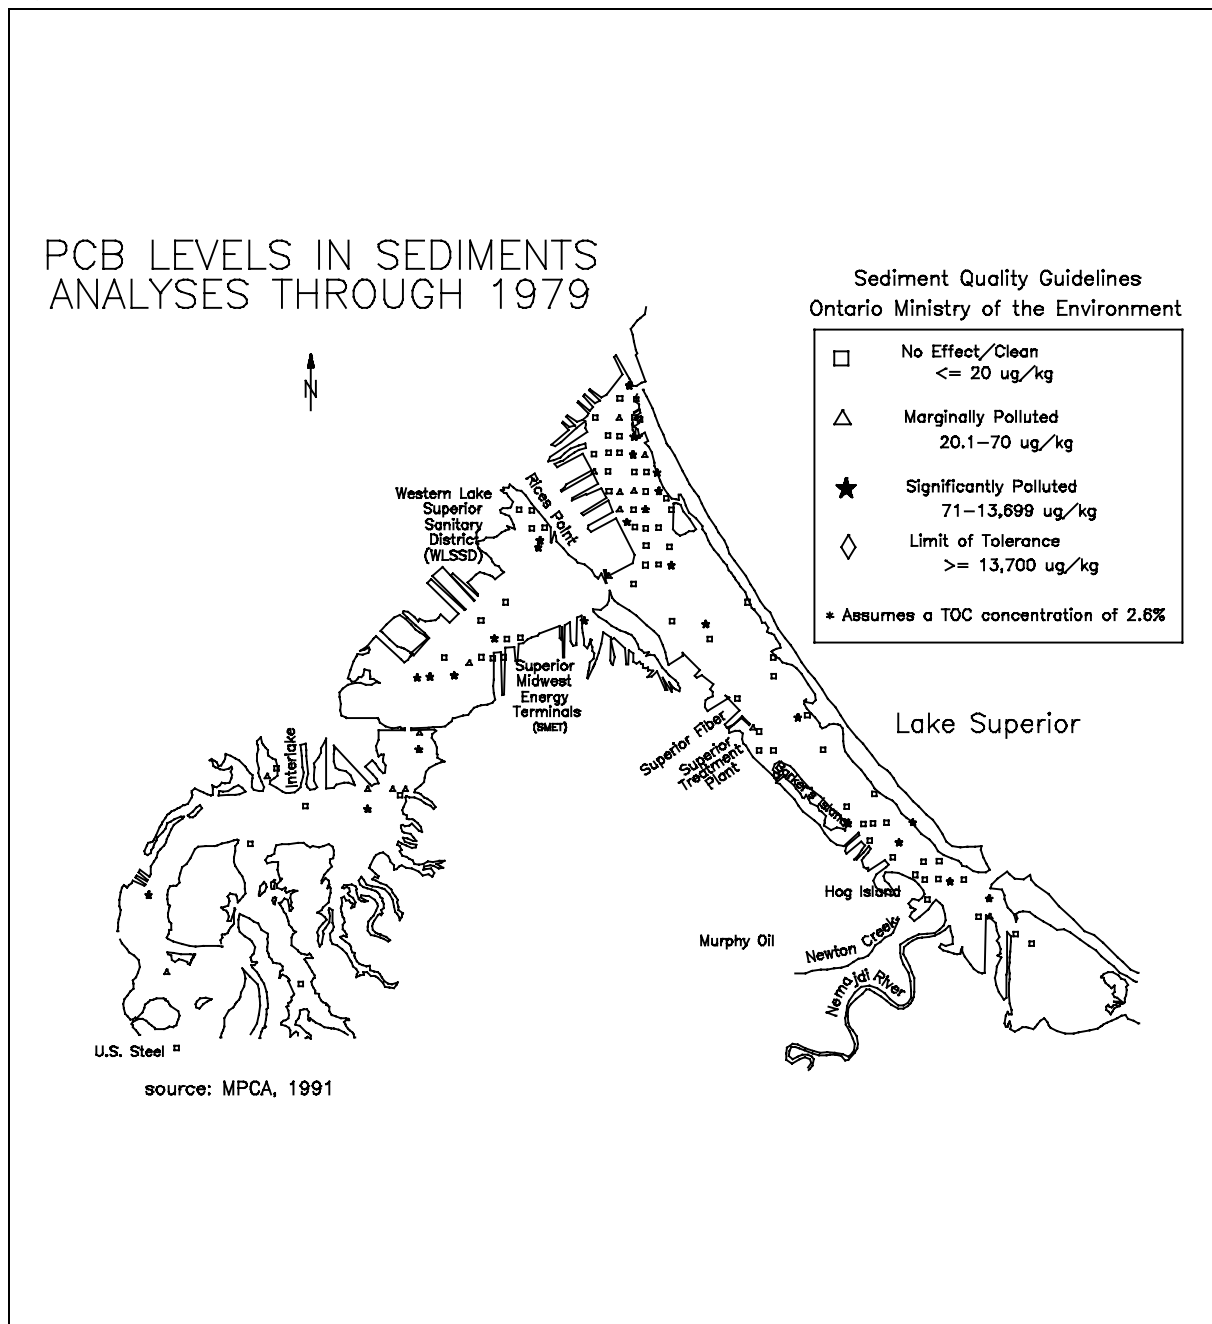 PCB LEVELS IN SEDIMENTS
ANALYSES THROUGH 1979
N
Sediment Quality Guidelines
Ontario Ministry of the Environment
No Effect/Clean
<= 20 ug/kg
Marginally Polluted
20.1-70 ug/kg
Significantly Polluted
71-13,699 ug/kg
Limit of Tolerance
>= 13,700 ug/kg
* Assumes a TOC concentration of 2.6%
Rices Point
Western Lake
Superior
Sanitary
District
(WLSSD)
Superior
Midwest
Energy
Terminals
(SMET)
Lake Superior
Interlake
Superior Fiber
Superior
Treatment
Plant
Barker's Island
Hog Island
Murphy Oil
Newton Creek
Nemajdi River
U.S. Steel
source: MPCA, 1991